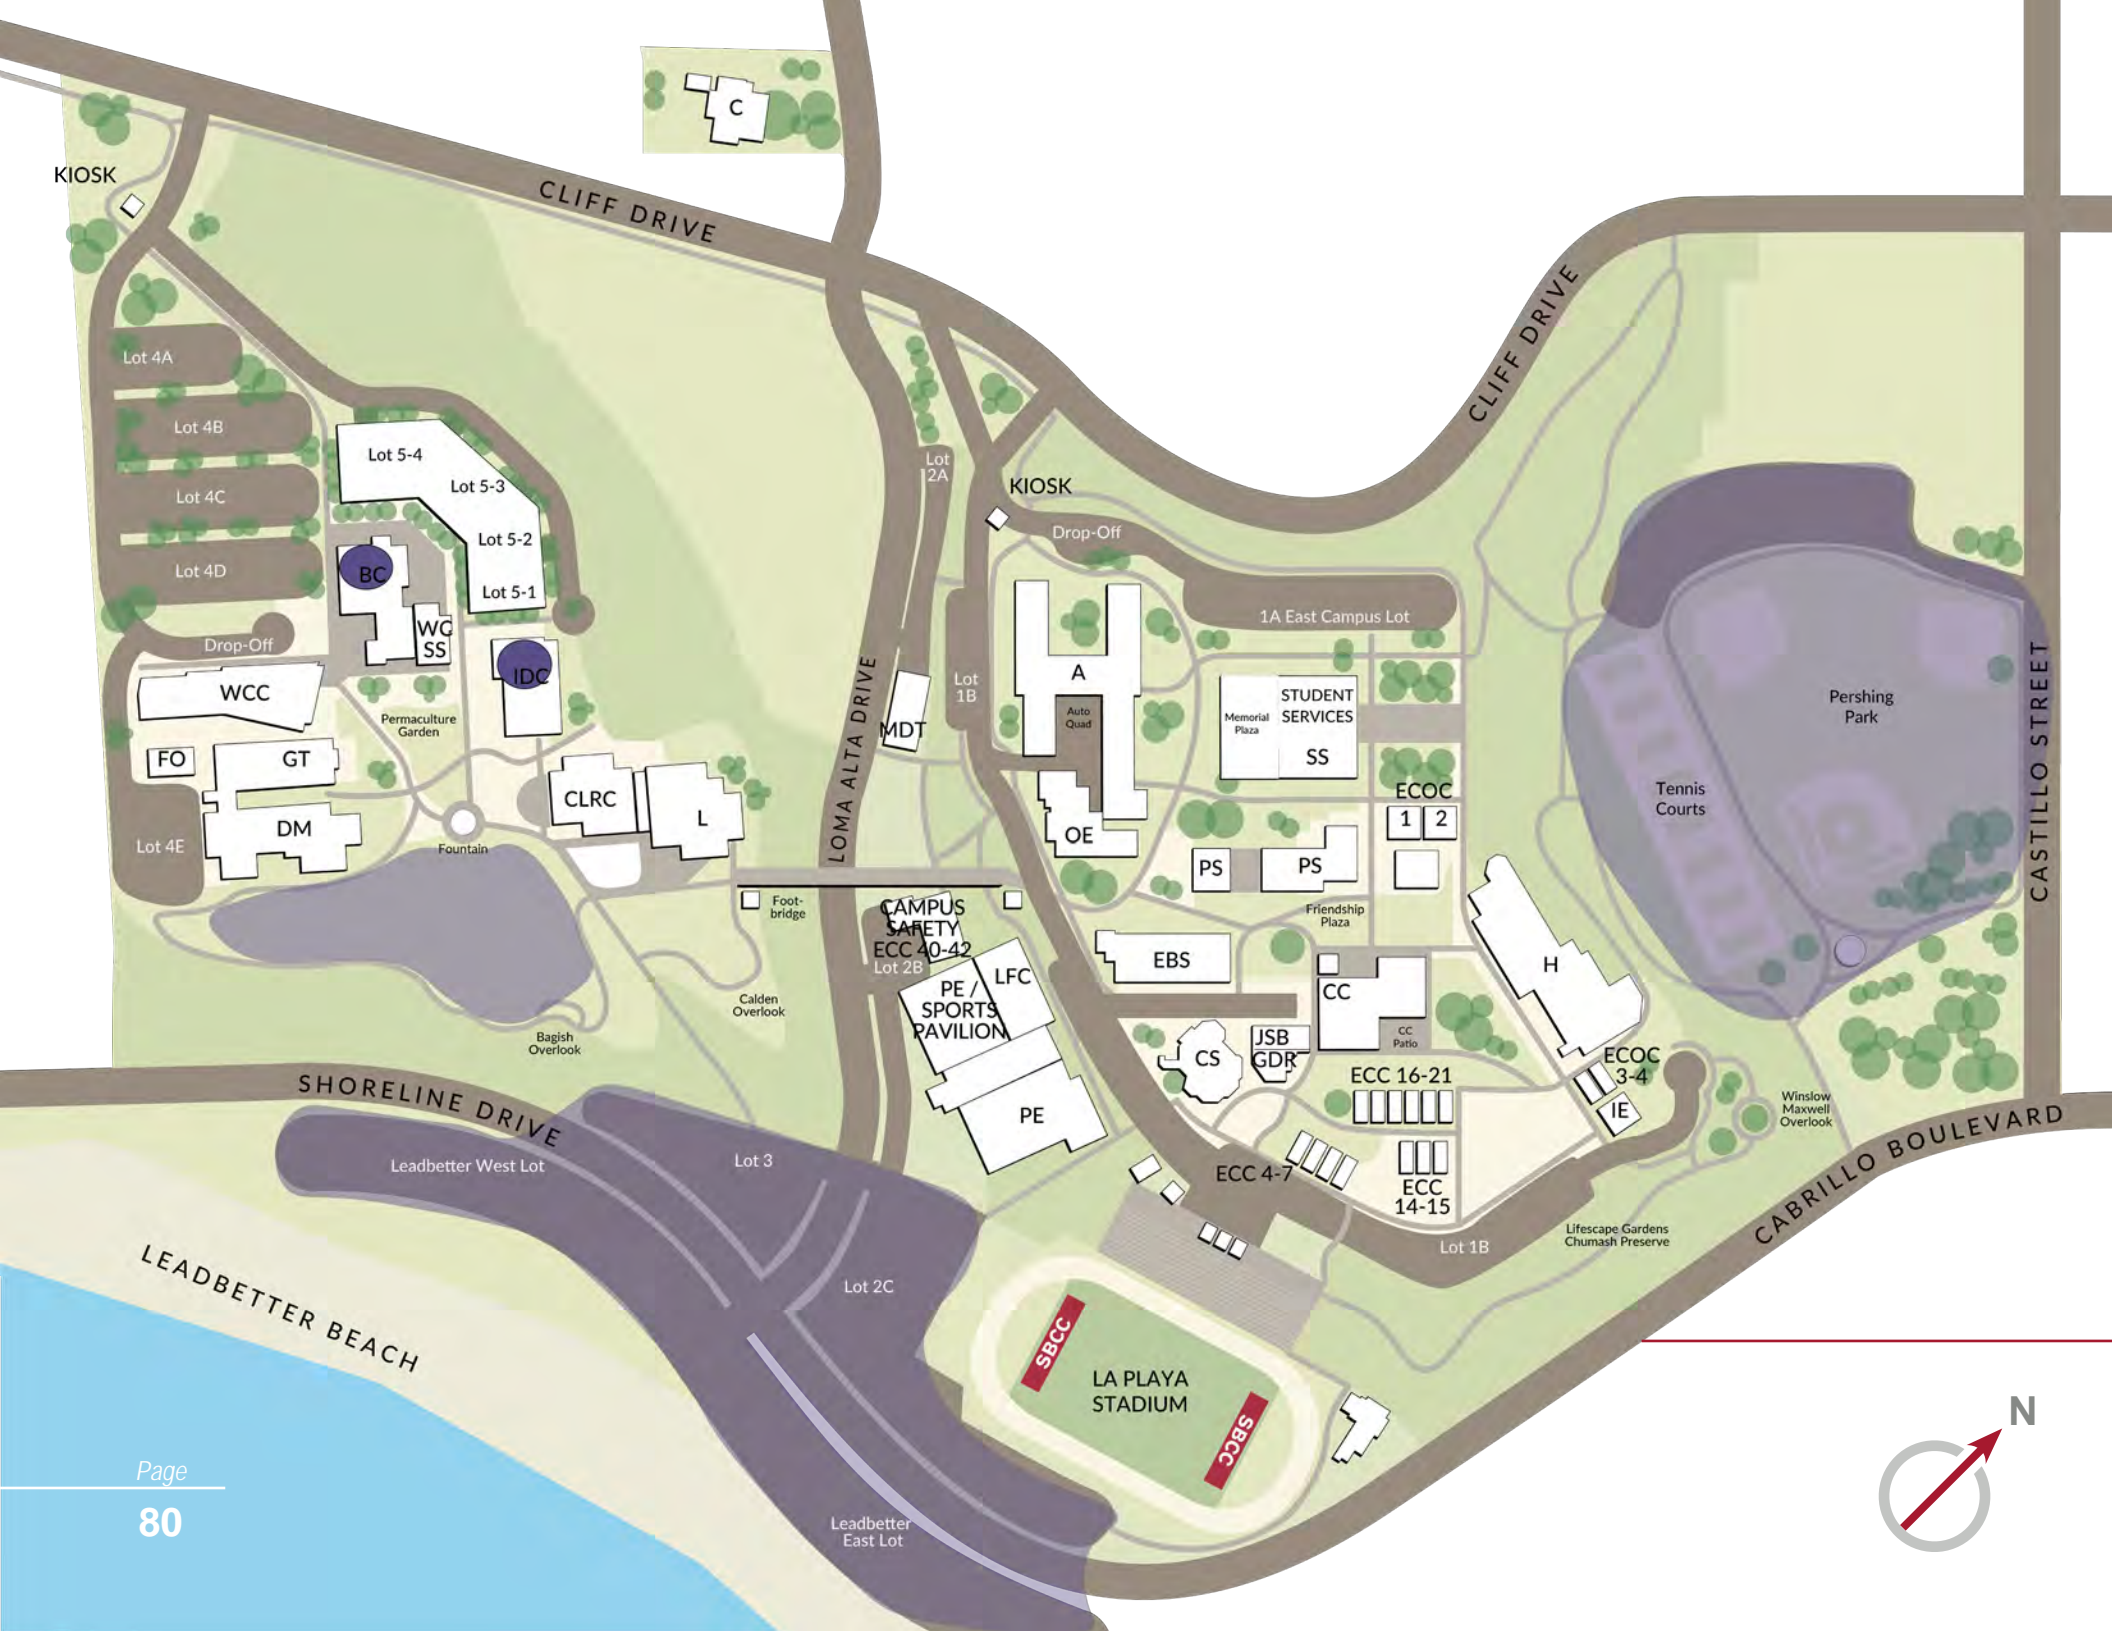 C
KIOSK
CLIFF DRIVE
CLIFF DRIVE
Lot 4A
Lot 4B
Lot 4C
Lot 4D
Drop-Off
Lot 5-4
Lot 5-3
Lot 5-2
Lot 5-1
BC
WC
SS
IDC
WCC
Permaculture
Garden
FO
GT
DM
Lot 4E
CLRC
L
Fountain
Lot
2A
KIOSK
Drop-Off
1A East Campus Lot
Lot
1B
MDT
LOMA ALTA DRIVE
A
Auto
Quad
OE
Memorial
Plaza
STUDENT
SERVICES
SS
ECOC
1
2
PS
PS
Friendship
Plaza
Pershing
Park
Tennis
Courts
CASTILLO STREET
Foot-
bridge
CAMPUS
SAFETY
ECC 40-42
Lot 2B
LFC
PE /
SPORTS
PAVILION
PE
EBS
CC
CC
Patio
H
CS
JSB
GDR
ECC 16-21
ECOC
3-4
IE
ECC 4-7
ECC
14-15
Winslow
Maxwell
Overlook
Calden
Overlook
Bagish
Overlook
SHORELINE DRIVE
Leadbetter West Lot
Lot 3
Lot 2C
Lot 1B
Lifescape Gardens
Chumash Preserve
CABRILLO BOULEVARD
LEADBETTER BEACH
SBCC
LA PLAYA
STADIUM
SBCC
Leadbetter
East Lot
N
Page
80